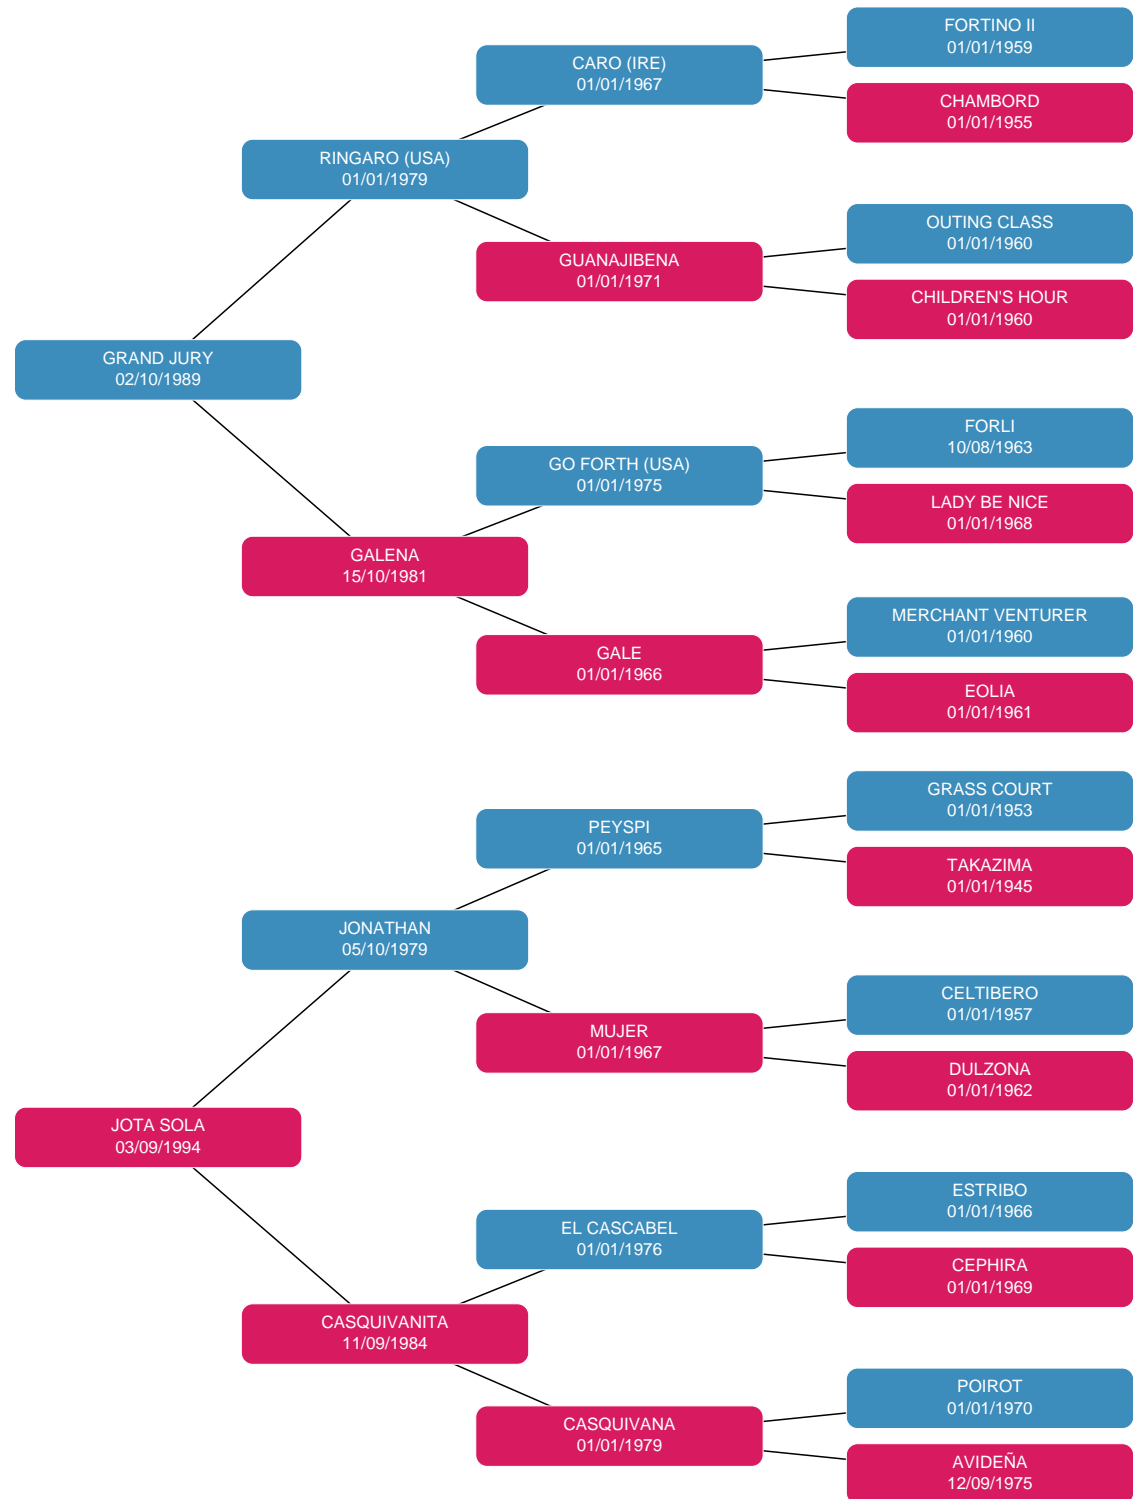 FORTINO II
01/01/1959
CARO (IRE)
01/01/1967
CHAMBORD
01/01/1955
RINGARO (USA)
01/01/1979
OUTING CLASS
01/01/1960
GUANAJIBENA
01/01/1971
CHILDREN'S HOUR
01/01/1960
GRAND JURY
02/10/1989
FORLI
10/08/1963
GO FORTH (USA)
01/01/1975
LADY BE NICE
01/01/1968
GALENA
15/10/1981
MERCHANT VENTURER
01/01/1960
GALE
01/01/1966
EOLIA
01/01/1961
GRASS COURT
01/01/1953
PEYSPI
01/01/1965
TAKAZIMA
01/01/1945
JONATHAN
05/10/1979
CELTIBERO
01/01/1957
MUJER
01/01/1967
DULZONA
01/01/1962
JOTA SOLA
03/09/1994
ESTRIBO
01/01/1966
EL CASCABEL
01/01/1976
CEPHIRA
01/01/1969
CASQUIVANITA
11/09/1984
POIROT
01/01/1970
CASQUIVANA
01/01/1979
AVIDEÑA
12/09/1975